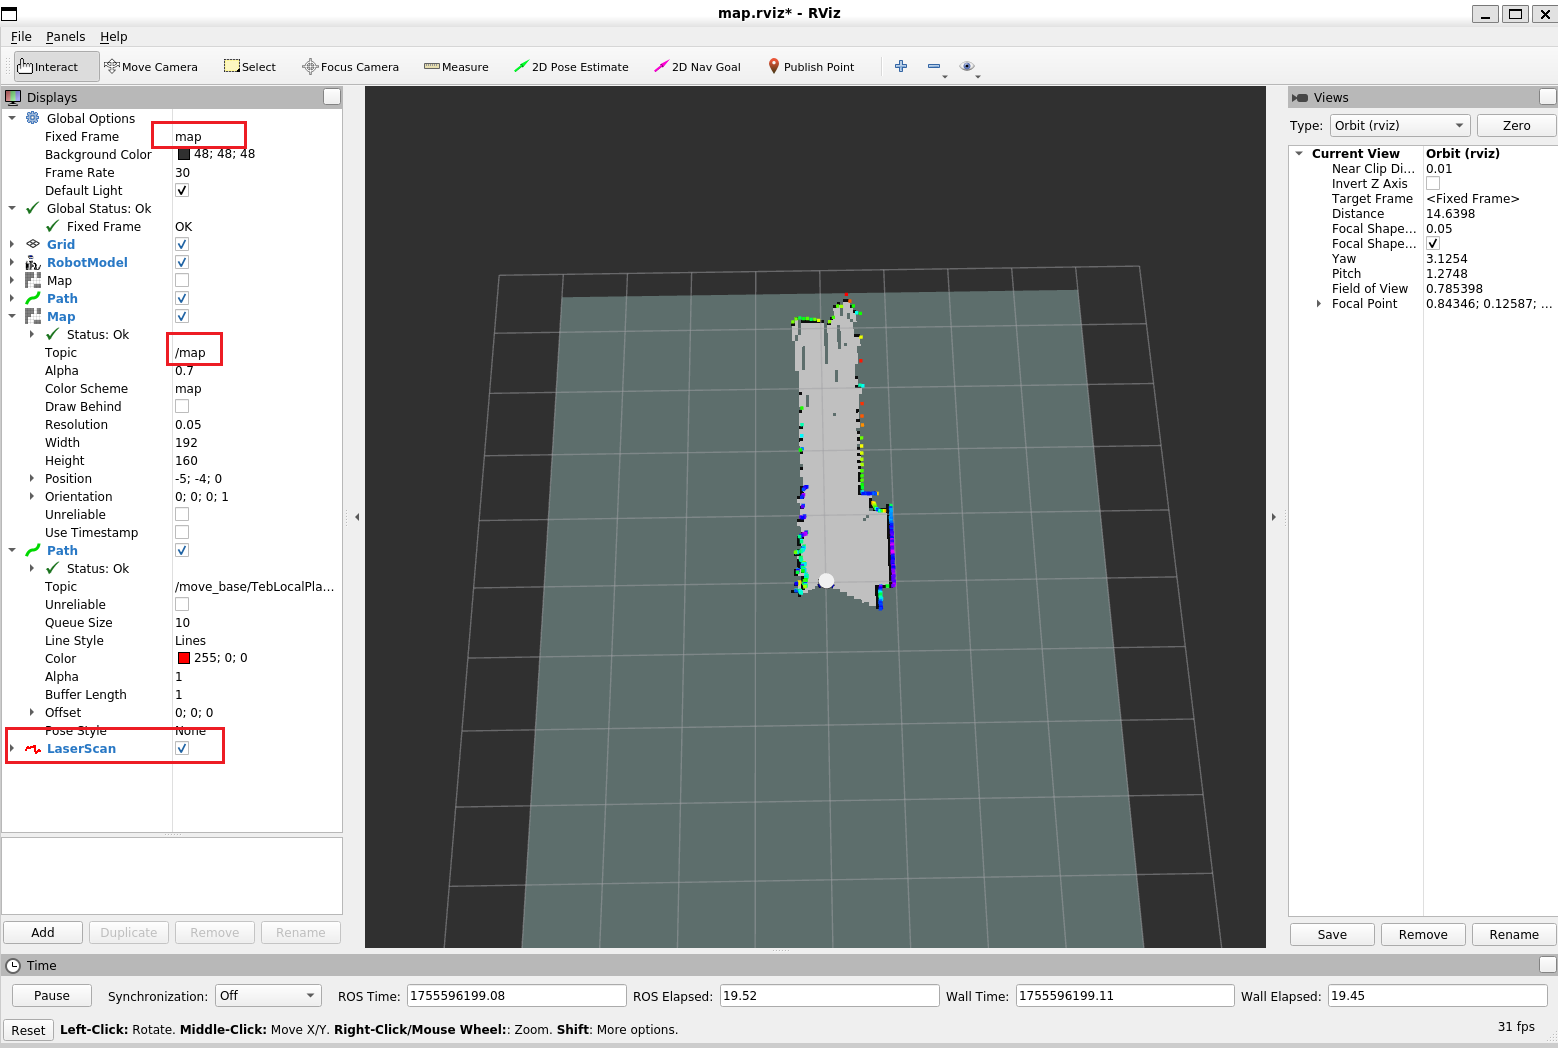 map.rviz* - RViz
File Panels Help
Interact Move Camera Select Focus Camera Measure 2D Pose Estimate 2D Nav Goal Publish Point
Displays
Global Options
Fixed Frame map
Background Color 48; 48; 48
Frame Rate 30
Default Light
Global Status: Ok
Fixed Frame OK
Grid
RobotModel
Map
Path
Map
Status: Ok
Topic /map
Alpha 0.7
Color Scheme map
Draw Behind
Resolution 0.05
Width 192
Height 160
Position -5; -4; 0
Orientation 0; 0; 0; 1
Unreliable
Use Timestamp
Path
Status: Ok
Topic /move_base/TebLocalPla...
Unreliable
Queue Size 10
Line Style Lines
Color 255; 0; 0
Alpha 1
Buffer Length 1
Offset 0; 0; 0
Pose Style None
LaserScan
Add Duplicate Remove Rename
Views
Type: Orbit (rviz) Zero
Current View Orbit (rviz)
Near Clip Di... 0.01
Invert Z Axis
Target Frame <Fixed Frame>
Distance 14.6398
Focal Shape... 0.05
Focal Shape...
Yaw 3.1254
Pitch 1.2748
Field of View 0.785398
Focal Point 0.84346; 0.12587; ...
Save Remove Rename
Time
Pause Synchronization: Off ROS Time: 1755596199.08 ROS Elapsed: 19.52 Wall Time: 1755596199.11 Wall Elapsed: 19.45
Reset Left-Click: Rotate. Middle-Click: Move X/Y. Right-Click/Mouse Wheel:: Zoom. Shift: More options. 31 fps